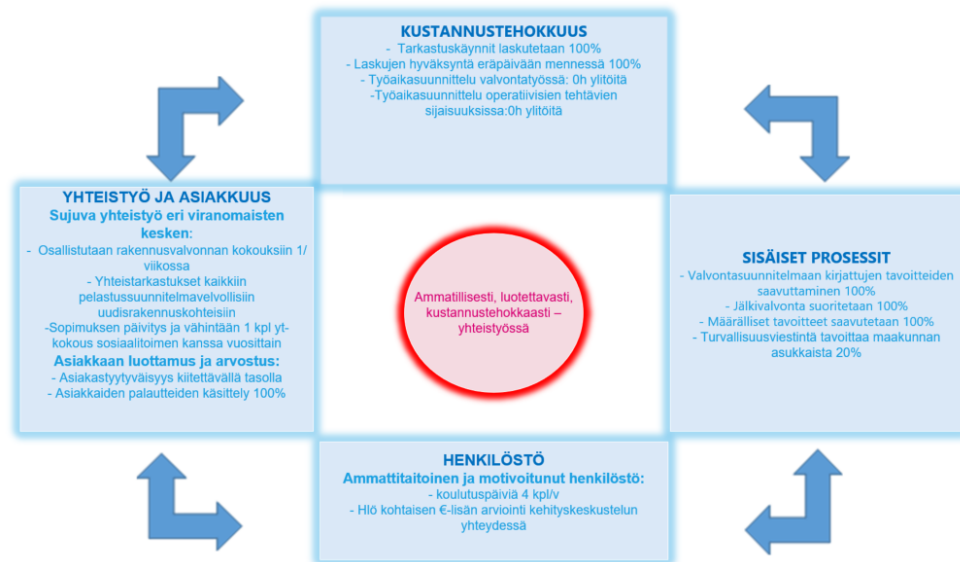 KUSTANNUSTEHOKKUUS
- Tarkastuskäynnit laskutetaan 100%
- Laskujen hyväksyntä eräpäivään mennessä 100%
- Työaikasuunnittelu valvontatyössä: 0h ylitöitä
-Työaikasuunnittelu operatiivisien tehtävien
sijaisuuksissa:0h ylitöitä
YHTEISTYÖ JA ASIAKKUUS
Sujuva yhteistyö eri viranomaisten
kesken:
- Osallistutaan rakennusvalvonnan kokouksiin 1/
viikossa
- Yhteistarkastukset kaikkiin
pelastussuunnitelmavelvollisiin
uudisrakennuskohteisiin
-Sopimuksen päivitys ja vähintään 1 kpl yt-
kokous sosiaalitoimen kanssa vuosittain
Asiakkaan luottamus ja arvostus:
- Asiakastyytyväisyys kiitettävällä tasolla
- Asiakkaiden palautteiden käsittely 100%
Ammatillisesti, luotettavasti,
kustannustehokkaasti –
yhteistyössä
SISÄISET PROSESSIT
- Valvontasuunnitelmaan kirjattujen tavoitteiden
saavuttaminen 100%
- Jälkivalvonta suoritetaan 100%
- Määrälliset tavoitteet saavutetaan 100%
- Turvallisuusviestintä tavoittaa maakunnan
asukkaista 20%
HENKILÖSTÖ
Ammattitaitoinen ja motivoitunut henkilöstö:
- koulutuspäiviä 4 kpl/v
- Hlö kohtaisen €-lisän arviointi kehityskeskustelun
yhteydessä